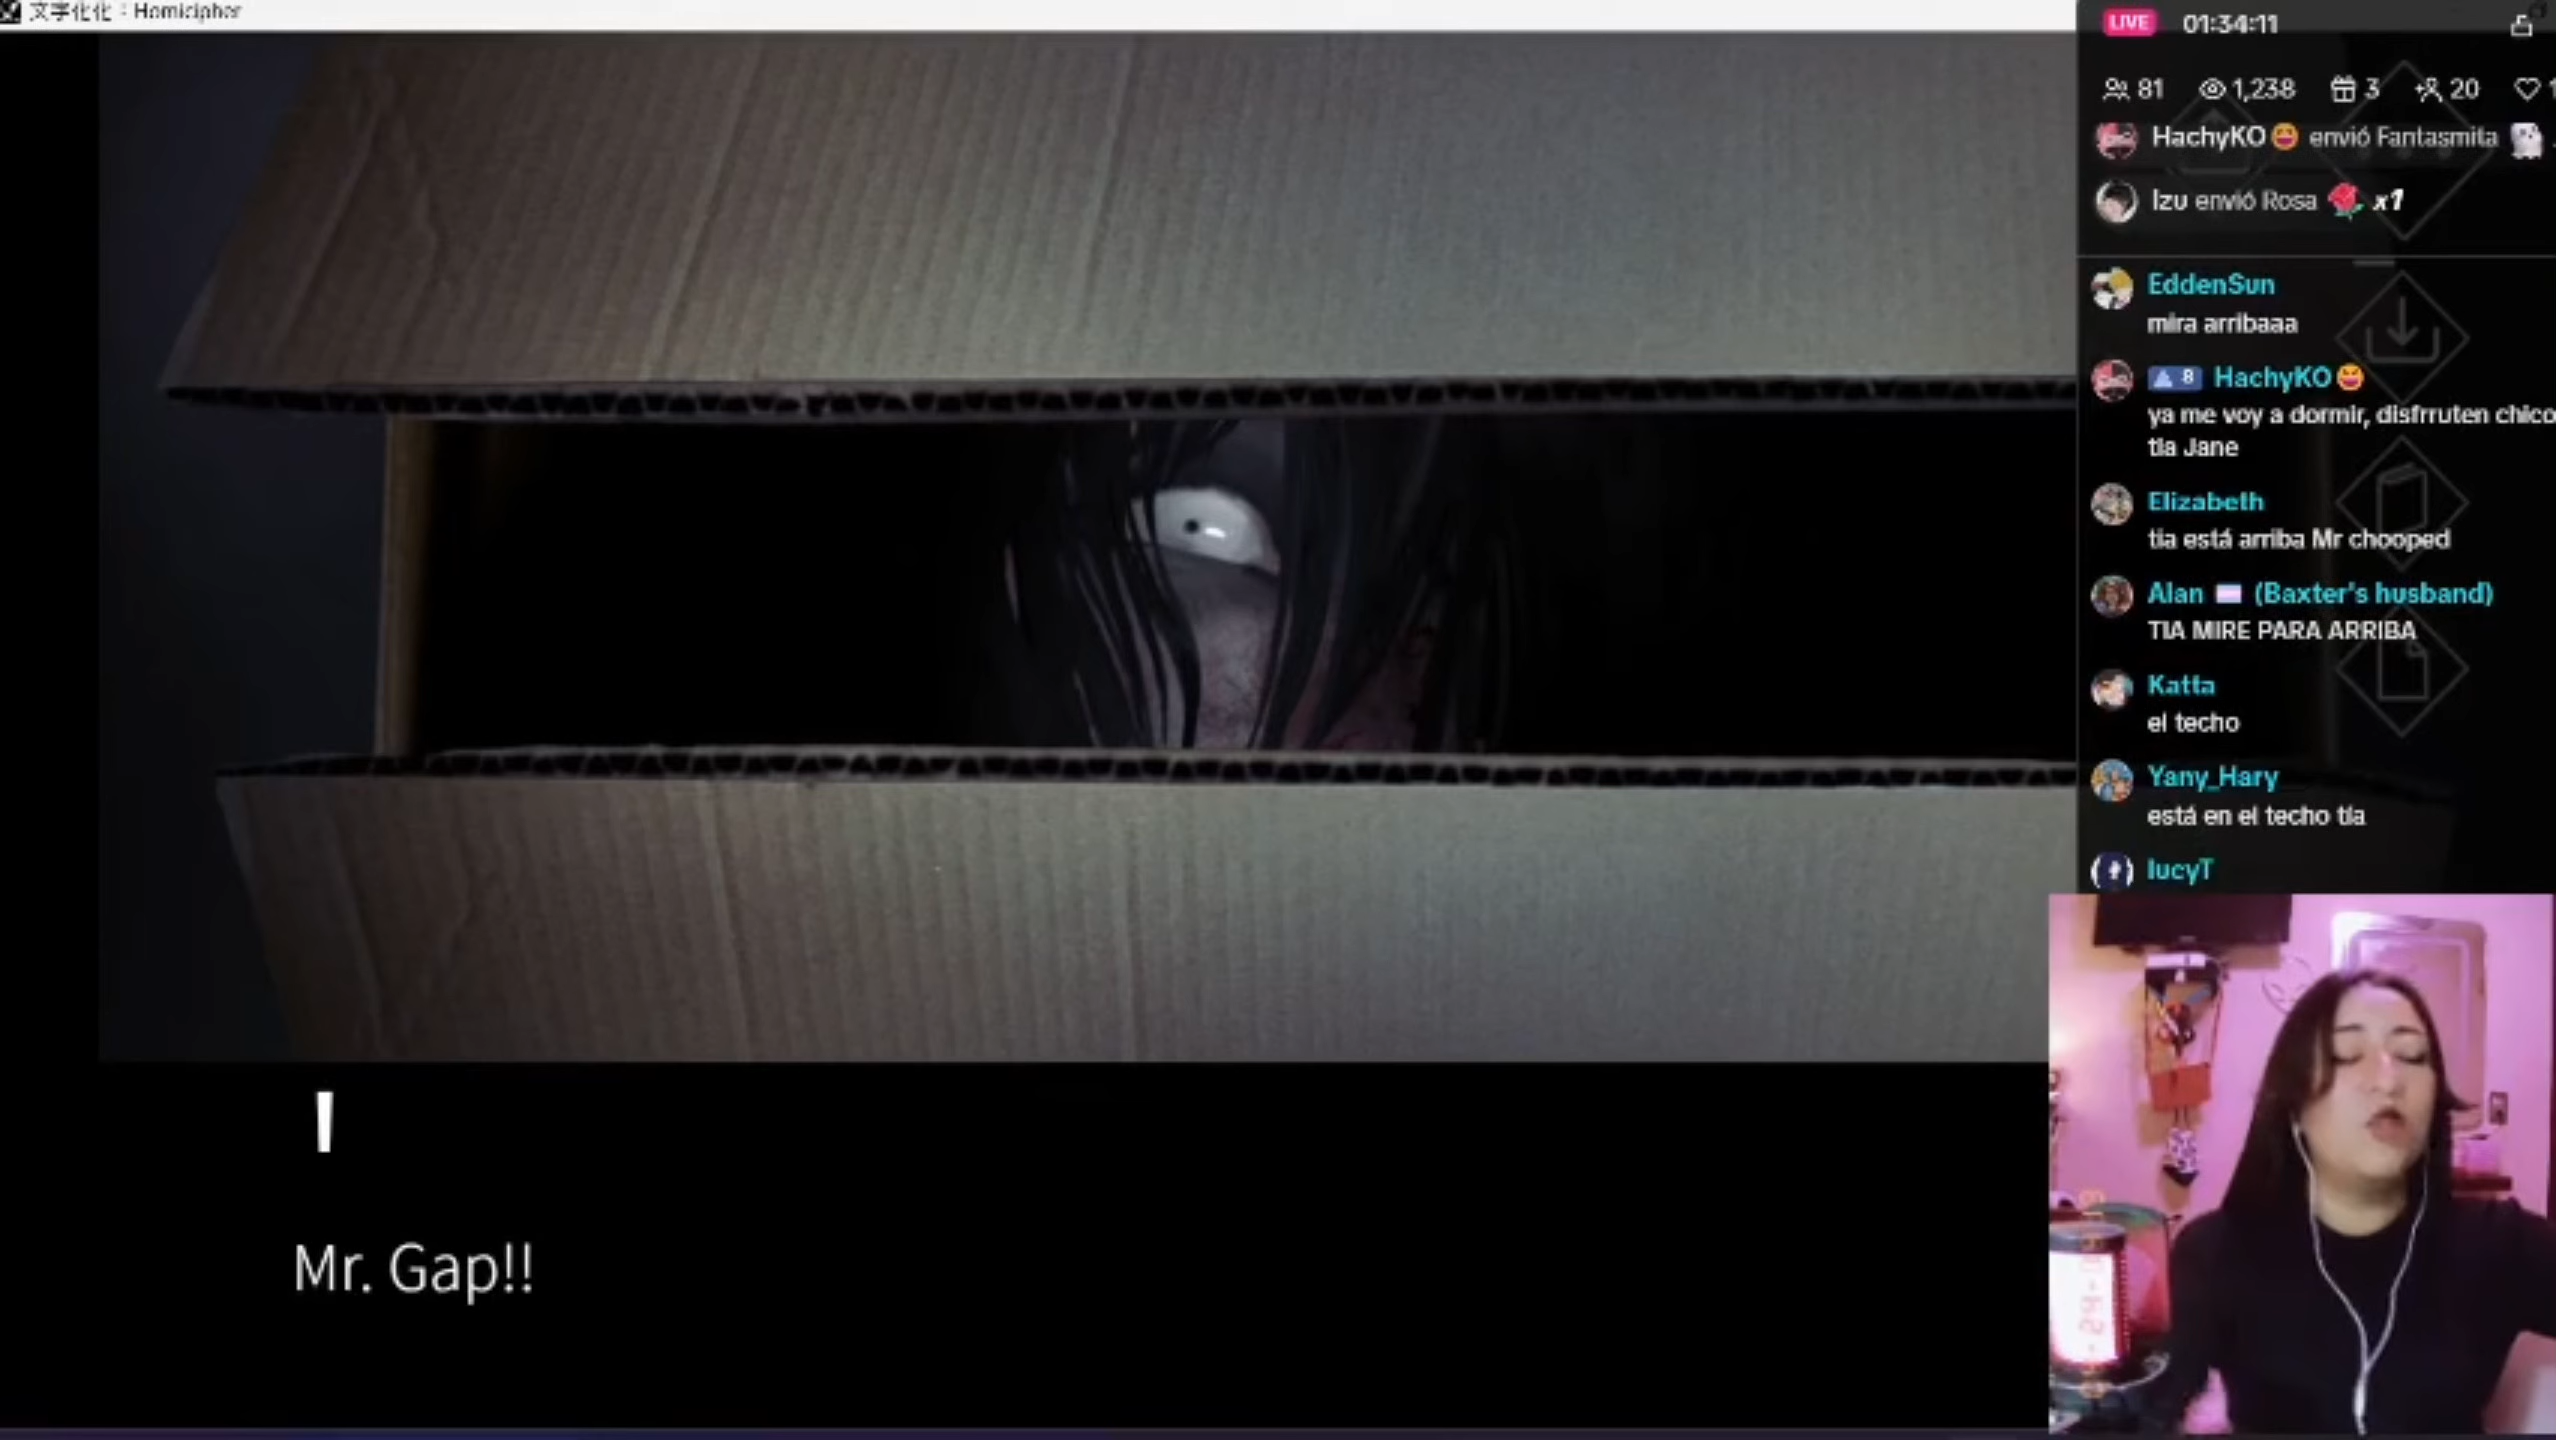 文字化化：Homicipher
LIVE 01:34:11
81 1,238 3 20 1
HachyKO😆 envió Fantasmita
Izu envió Rosa 🌹 x1
EddenSun
mira arribaaa
8 HachyKO😆
ya me voy a dormir, disfrruten chico
tía Jane
Elizabeth
tia está arriba Mr chooped
Alan (Baxter's husband)
TIA MIRE PARA ARRIBA
Katta
el techo
Yany_Hary
está en el techo tía
lucyT
I
Mr. Gap!!